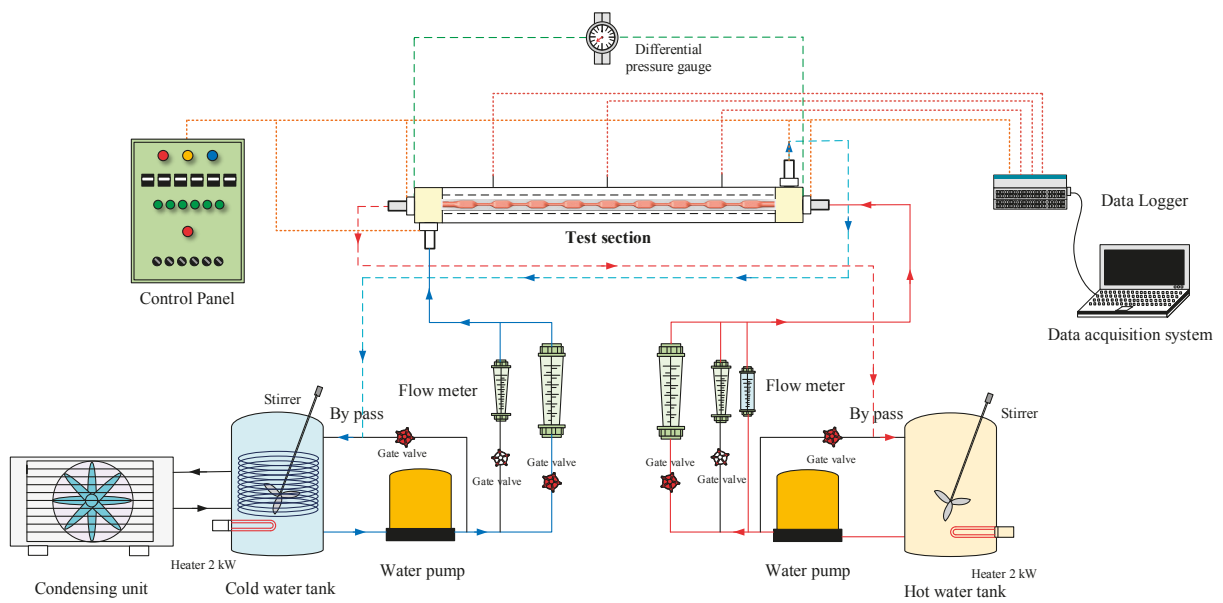 Differential
pressure gauge
Control Panel
Test section
Data Logger
Data acquisition system
Flow meter
Flow meter
Stirrer
By pass
Gate valve
Gate valve
Gate valve
Gate valve
Gate valve
By pass
Gate valve
Stirrer
Condensing unit
Heater 2 kW
Cold water tank
Water pump
Water pump
Hot water tank
Heater 2 kW